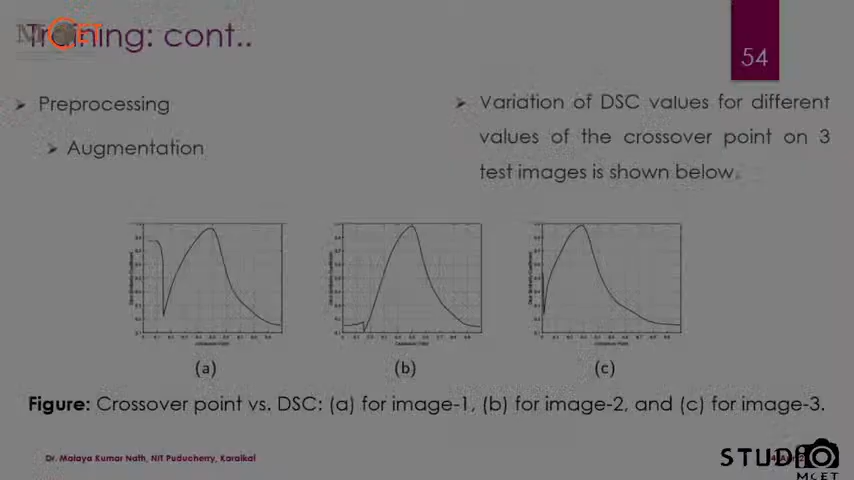 Training: cont..
54
➢ Preprocessing
➢ Augmentation
➢ Variation of DSC values for different
values of the crossover point on 3
test images is shown below.
(a)
(b)
(c)
Figure: Crossover point vs. DSC: (a) for image-1, (b) for image-2, and (c) for image-3.
Dr. Malaya Kumar Nath, NIT Puducherry, Karaikal
STUDIO
MCET